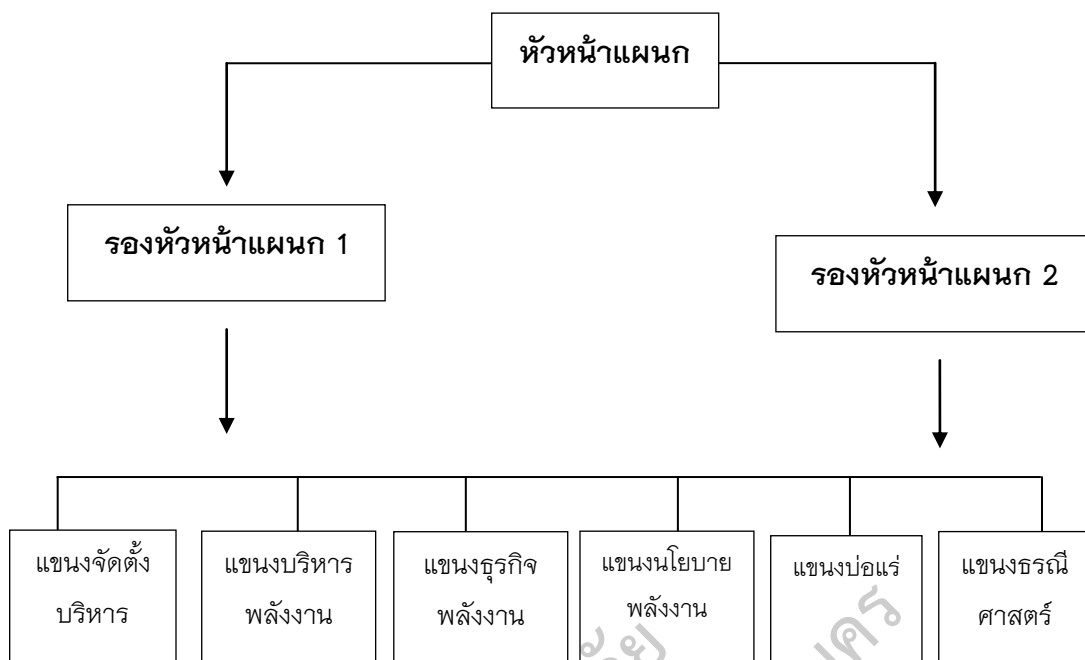 หัวหน้าแผนก
รองหัวหน้าแผนก 1
รองหัวหน้าแผนก 2
แขนงจัดตั้ง
บริหาร
แขนงบริหาร
พลังงาน
แขนงธุรกิจ
พลังงาน
แขนงนโยบาย
พลังงาน
แขนงบ่อแร่
แขนงธรณี
ศาสตร์